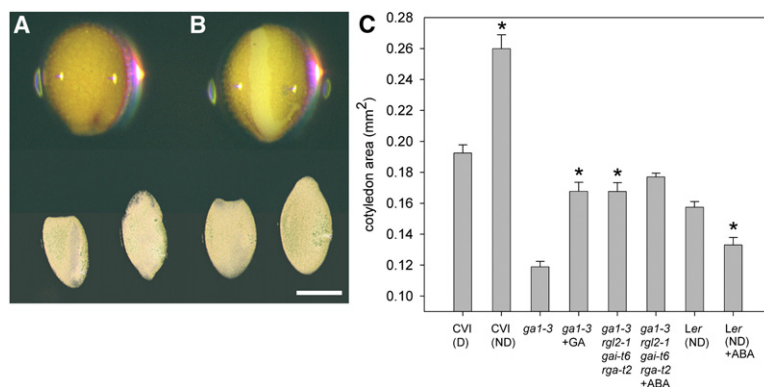 A
B
C
cotyledon area (mm²)
0.28
0.26
0.24
0.22
0.20
0.18
0.16
0.14
0.12
0.10
*
*
*
*
CVI
(D)
CVI
(ND)
ga1-3
ga1-3
+GA
ga1-3
rgl2-1
gai-t6
rga-t2
ga1-3
rgl2-1
gai-t6
rga-t2
+ABA
Ler
(ND)
Ler
(ND)
+ABA